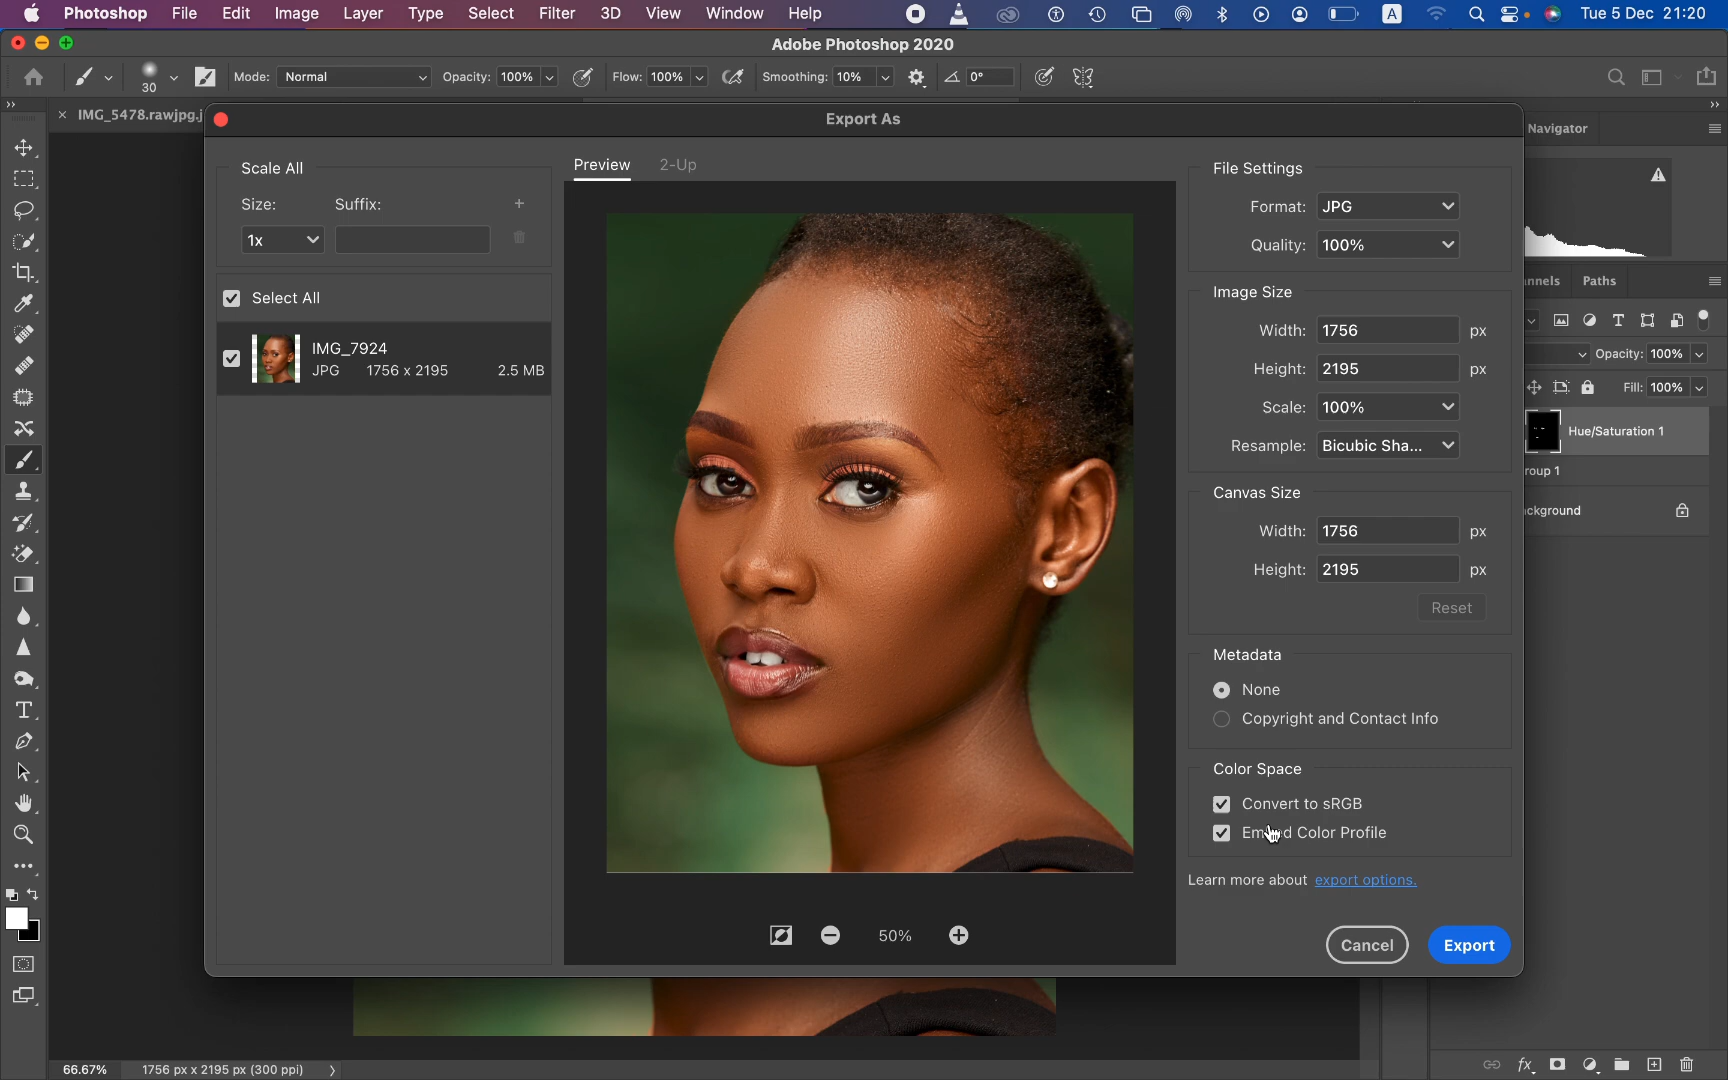 Photoshop File Edit Image Layer Type Select Filter 3D View Window Help A Tue 5 Dec 21:20
Adobe Photoshop 2020
30 Mode: Normal Opacity: 100% Flow: 100% Smoothing: 10% 0°
IMG_5478.rawjpg.j
Export As
Navigator
Scale All
Size: Suffix:
1x
Select All
IMG_7924
JPG 1756 x 2195 2.5 MB
Preview 2-Up
50%
File Settings
Format: JPG
Quality: 100%
Image Size
Width: 1756 px
Height: 2195 px
Scale: 100%
Resample: Bicubic Sha...
Canvas Size
Width: 1756 px
Height: 2195 px
Reset
Metadata
None
Copyright and Contact Info
Color Space
Convert to sRGB
Embed Color Profile
Learn more about export options.
Cancel Export
nnels Paths
Opacity: 100%
Fill: 100%
Hue/Saturation 1
roup 1
ckground
66.67% 1756 px x 2195 px (300 ppi)